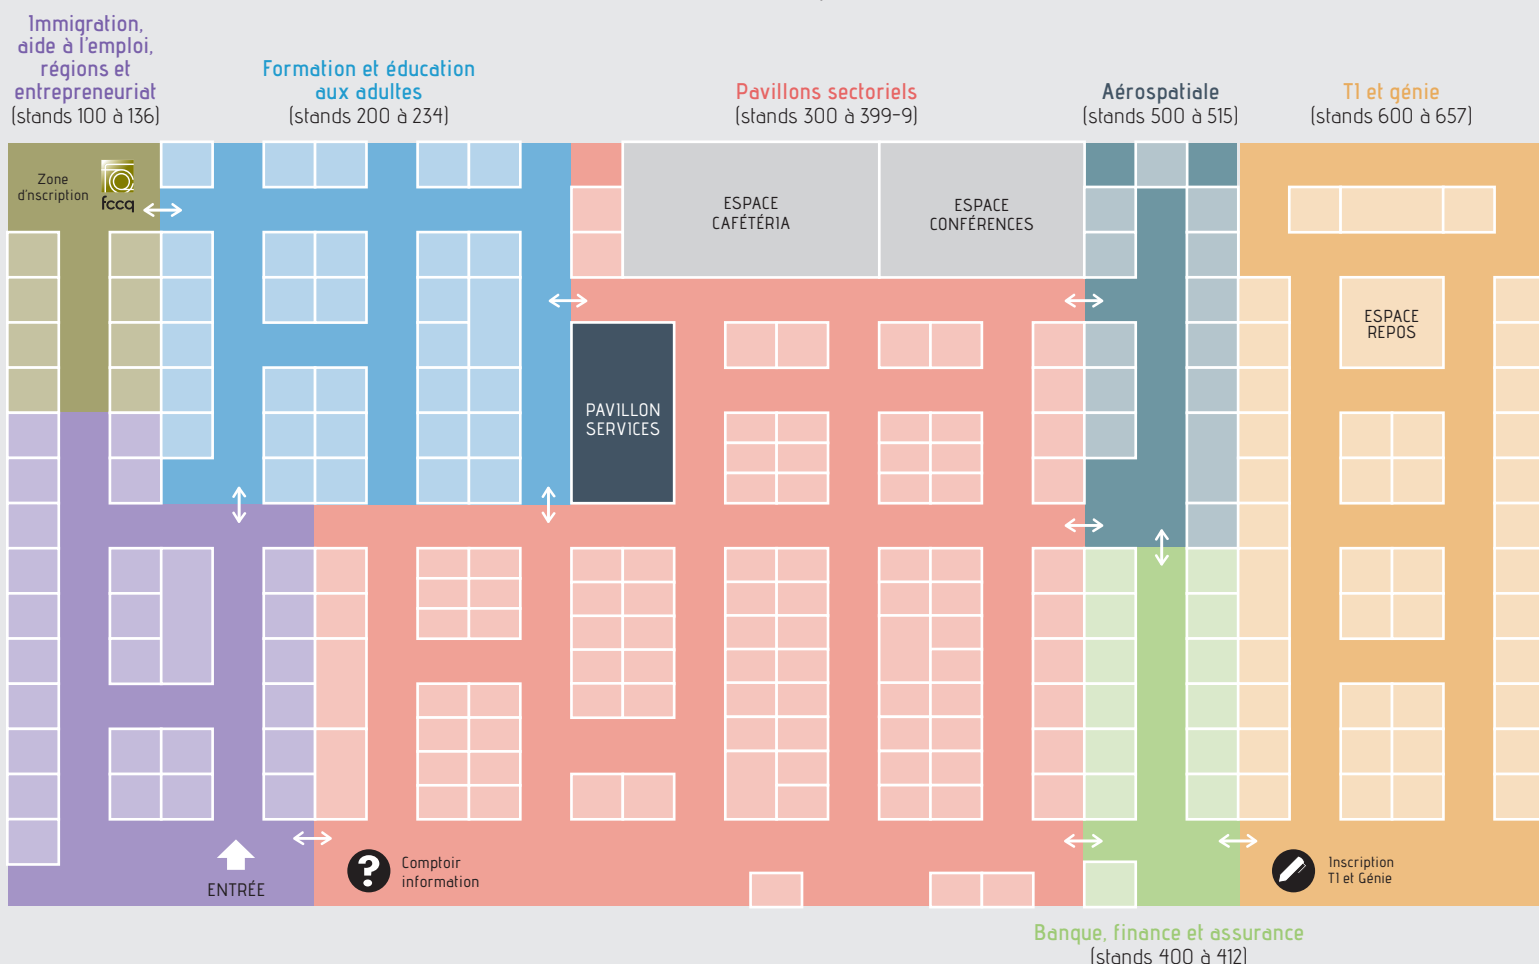 Immigration,
aide à l'emploi,
régions et
entrepreneuriat
(stands 100 à 136)
Formation et éducation
aux adultes
(stands 200 à 234)
Pavillons sectoriels
(stands 300 à 399-9)
Aérospatiale
(stands 500 à 515)
TI et génie
(stands 600 à 657)
Zone
d'nscription
fccq
ESPACE
CAFÉTÉRIA
ESPACE
CONFÉRENCES
ESPACE
REPOS
PAVILLON
SERVICES
ENTRÉE
?
Comptoir
information
Inscription
TI et Génie
Banque, finance et assurance
(stands 400 à 412)